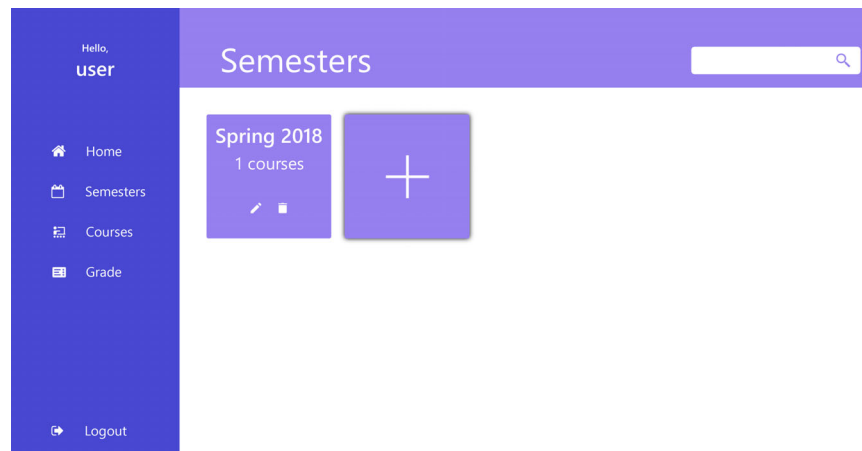 Hello,
user
Home
Semesters
Courses
Grade
Logout
Semesters
Spring 2018
1 courses